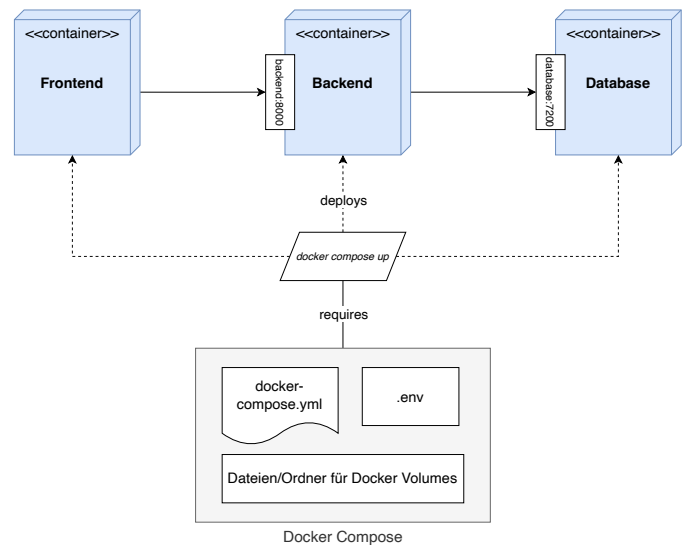 <<container>>
Frontend
<<container>>
Backend
backend:8000
<<container>>
Database
database:7200
deploys
docker compose up
requires
docker-
compose.yml
.env
Dateien/Ordner für Docker Volumes
Docker Compose